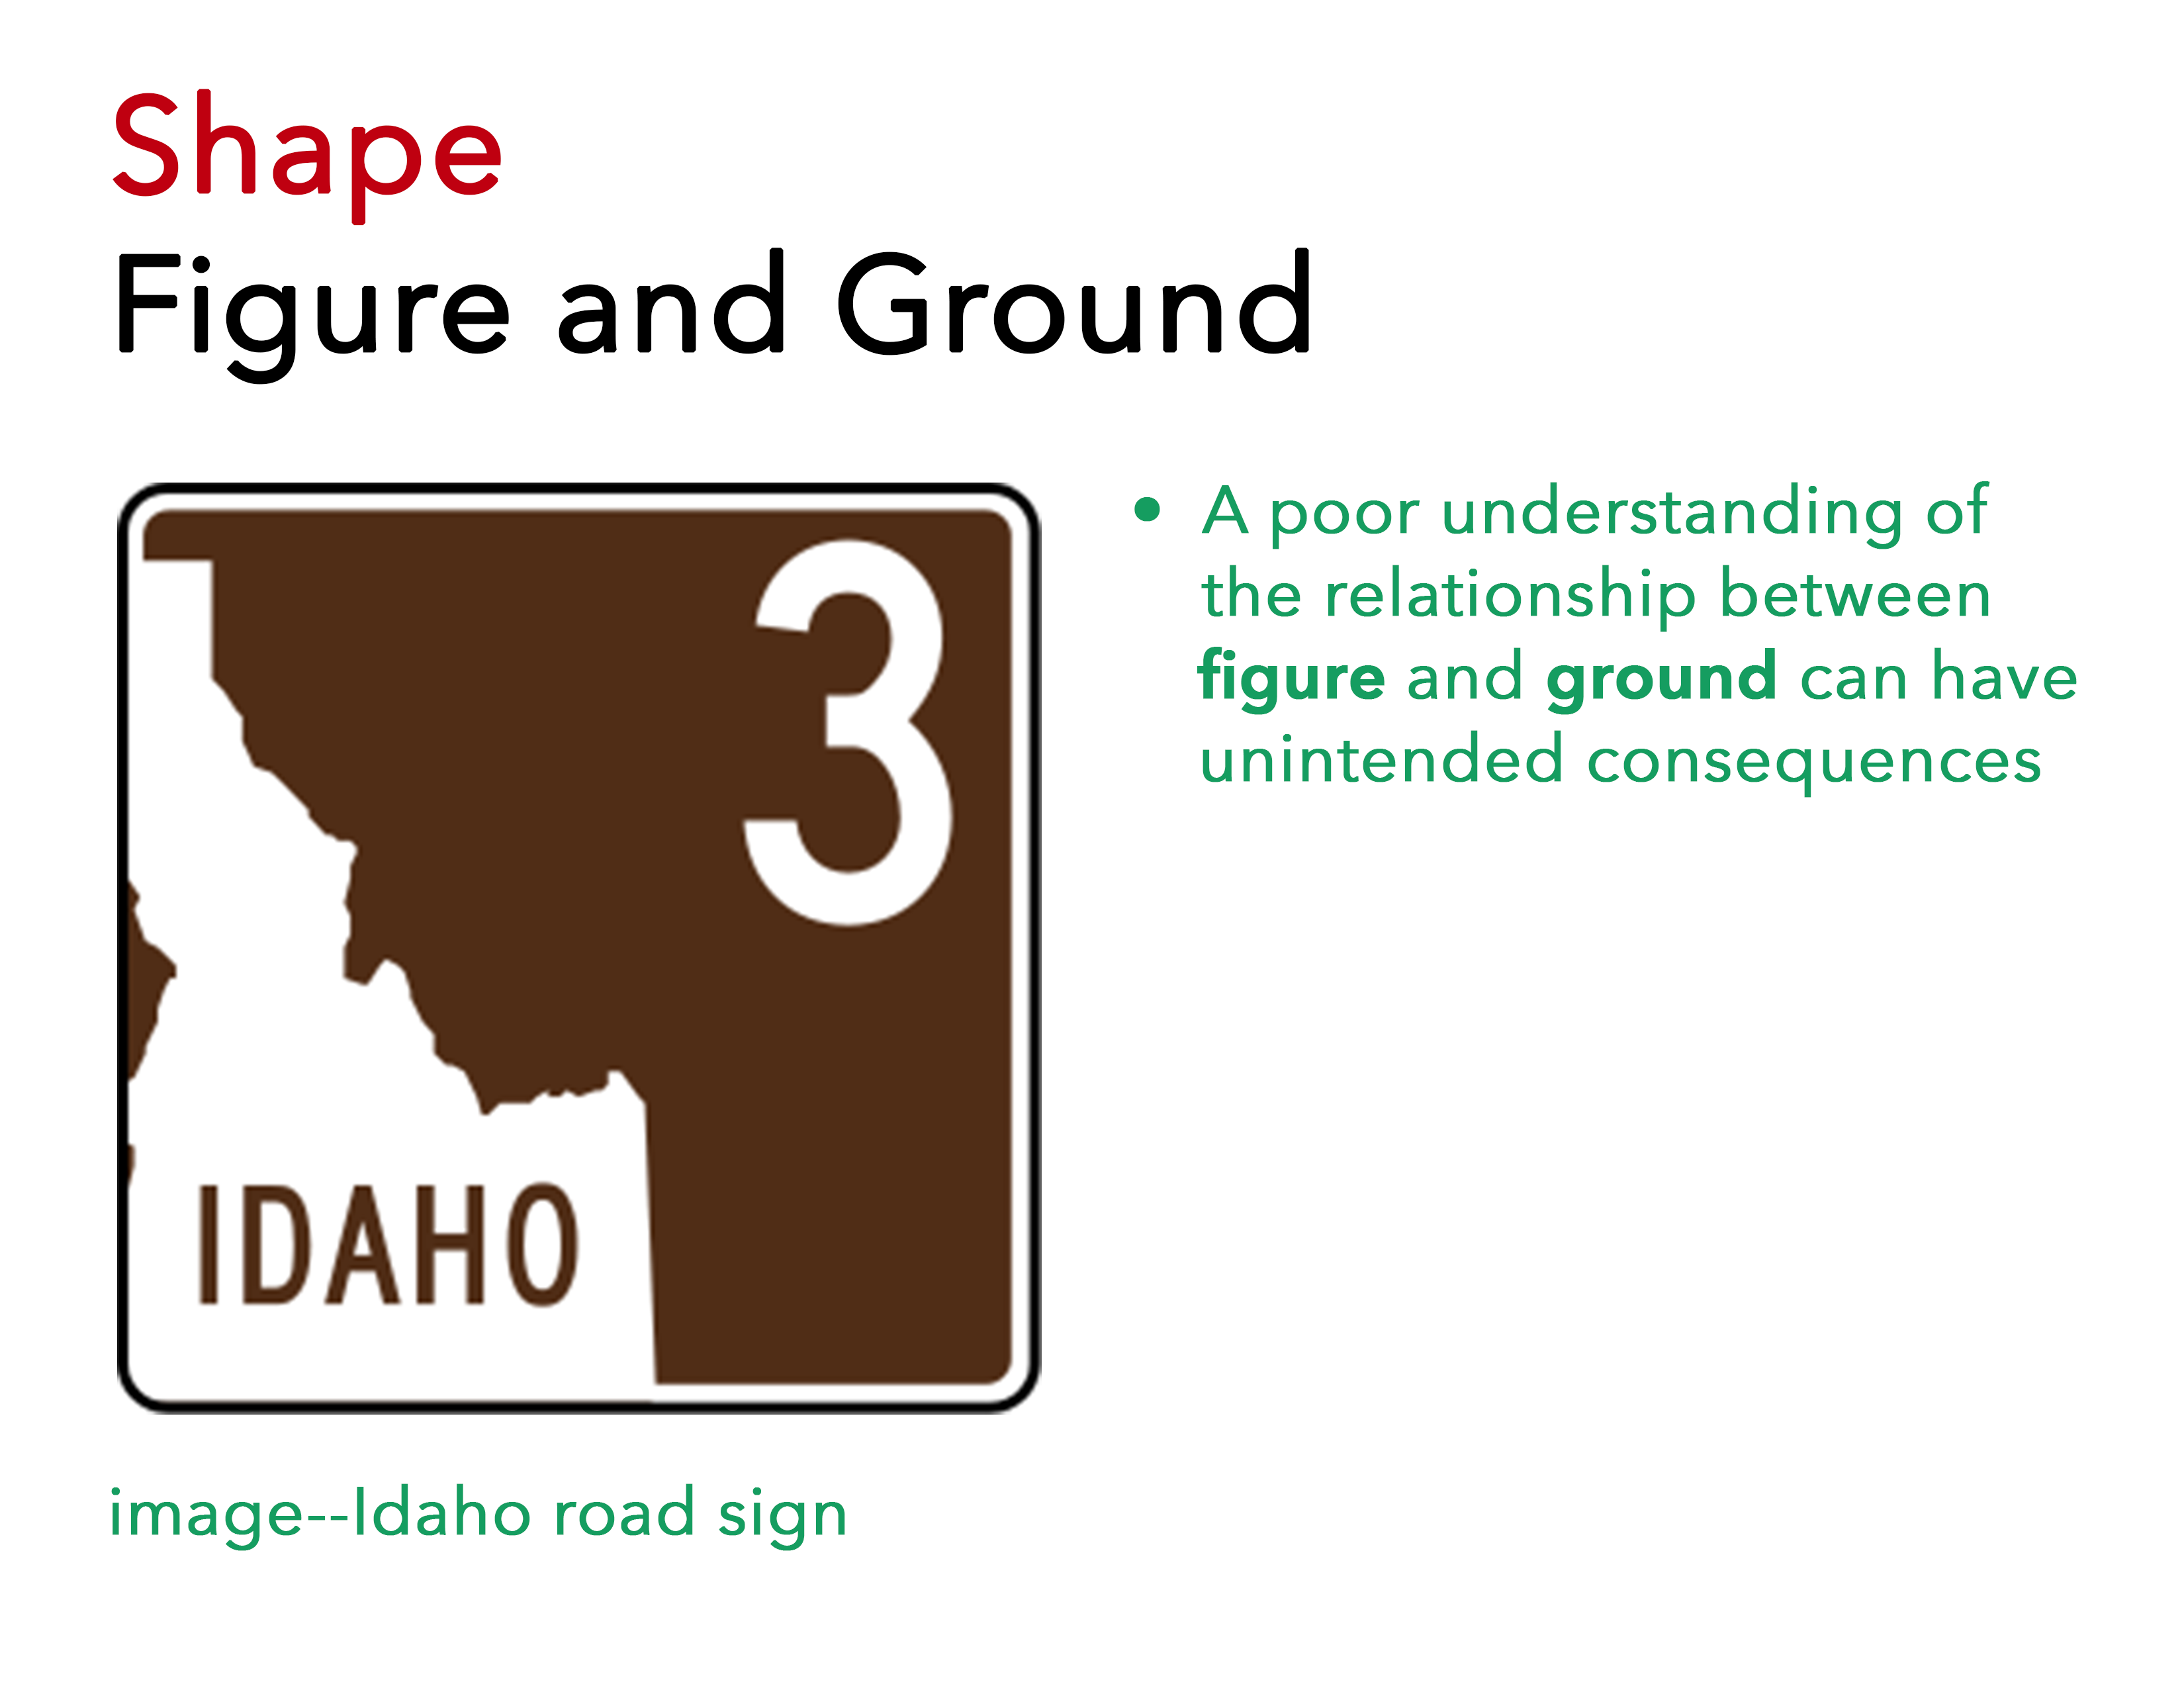 Shape
Figure and Ground
3
IDAHO
• A poor understanding of
the relationship between
figure and ground can have
unintended consequences
image--Idaho road sign